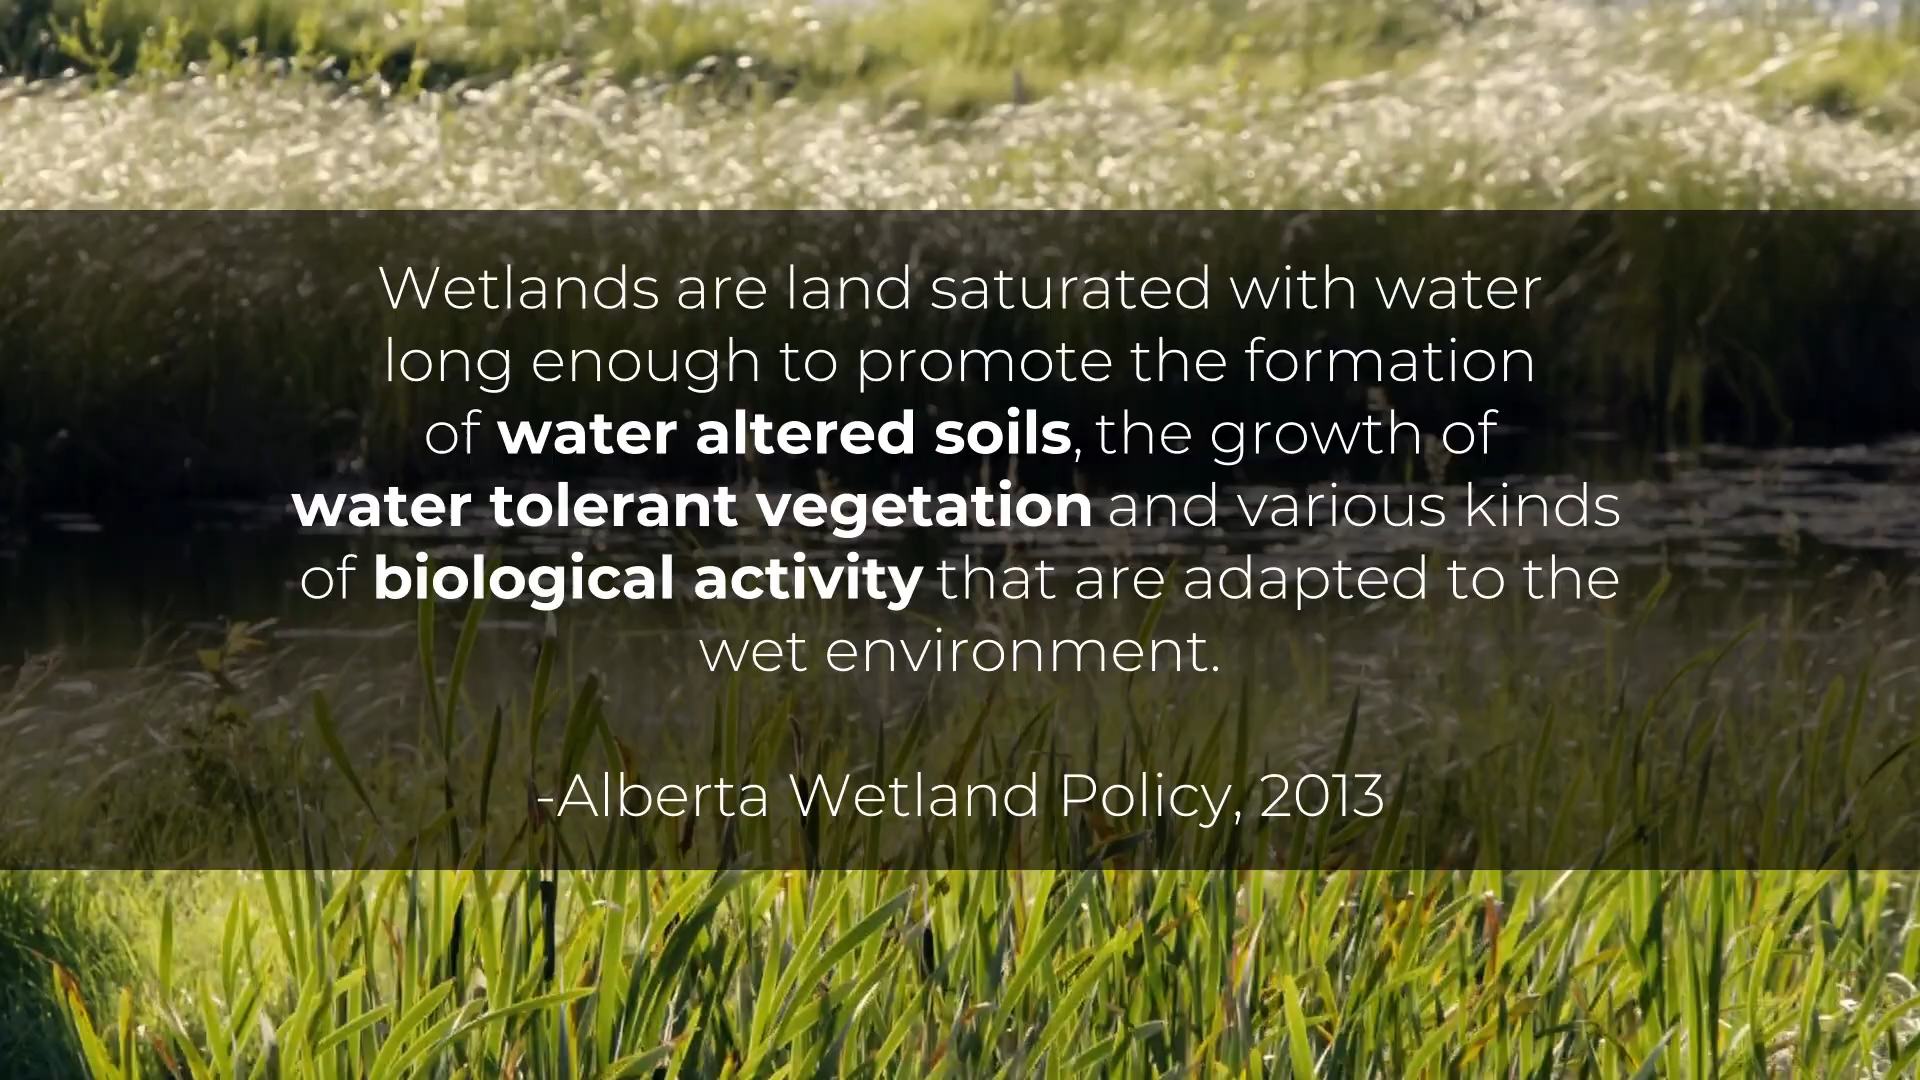 Wetlands are land saturated with water
long enough to promote the formation
of water altered soils, the growth of
water tolerant vegetation and various kinds
of biological activity that are adapted to the
wet environment.
-Alberta Wetland Policy, 2013